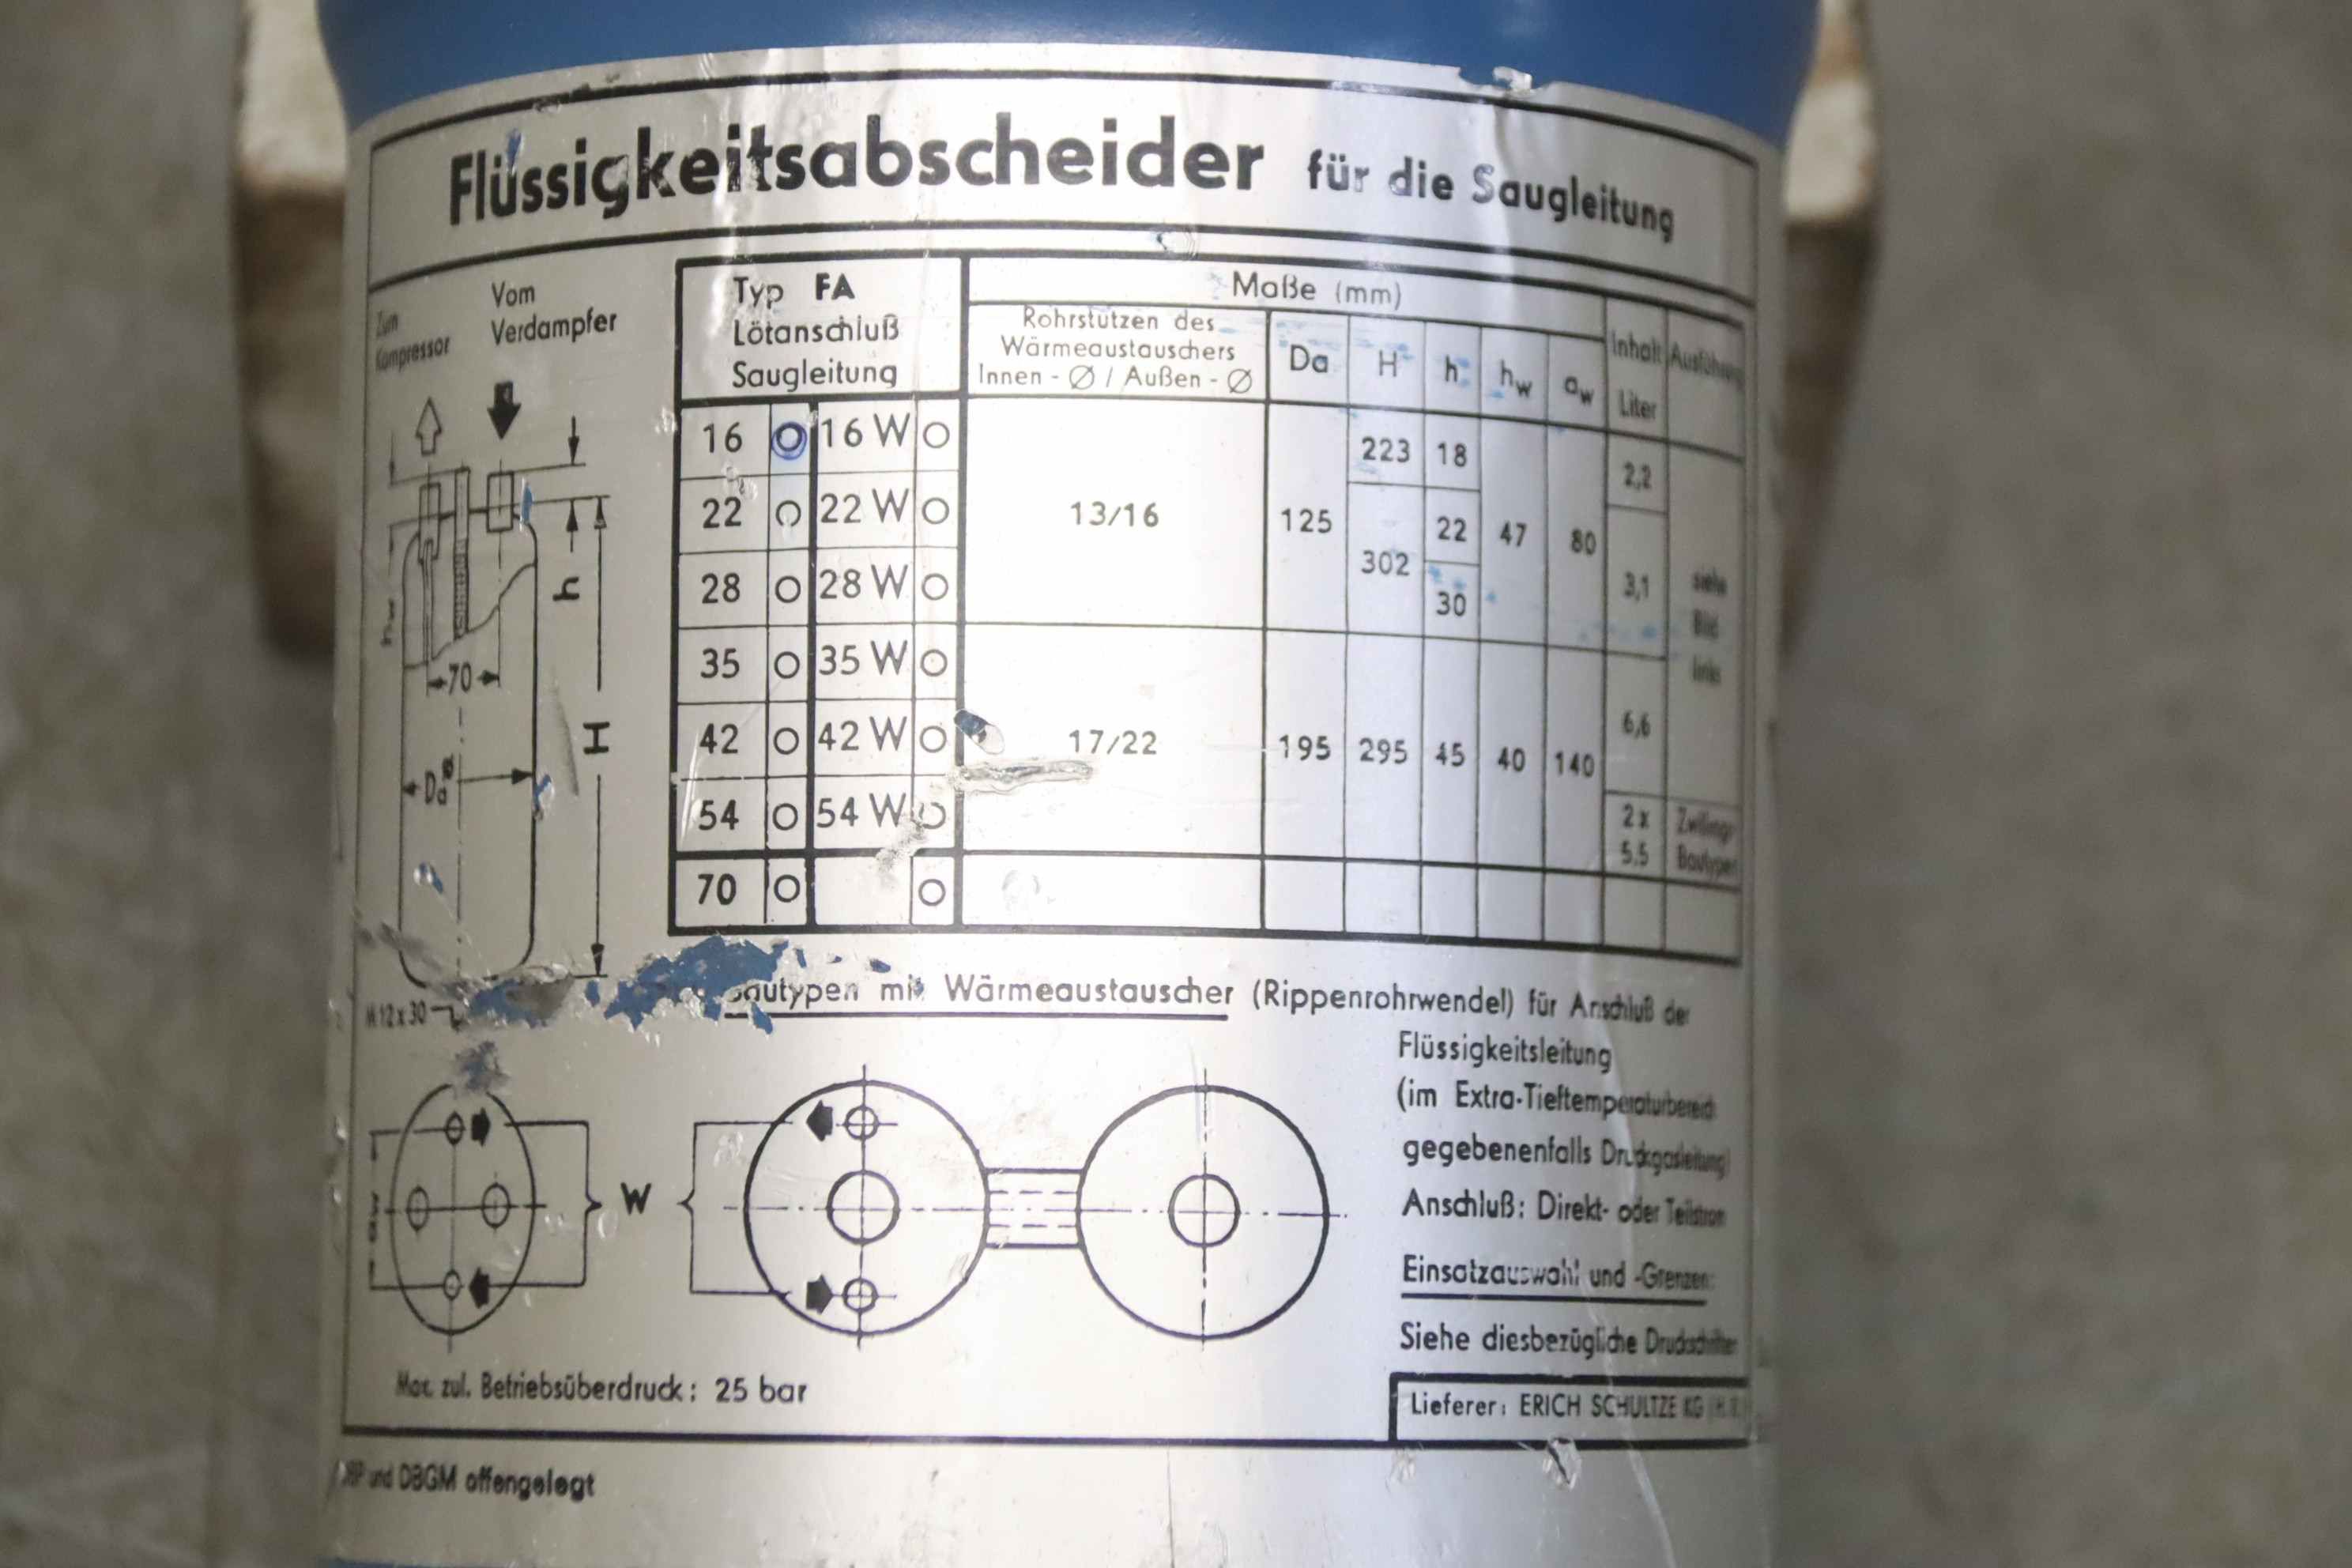 Flüssigkeitsabscheider für die Saugleitung
Zum
Kompressor
Vom
Verdampfer
h
hw
70
H
Da ø
M12x30
Typ FA
Lötanschluß
Saugleitung
Maße (mm)
Rohrstutzen des
Wärmeaustauschers
Innen - Ø / Außen - Ø
Da H h hw aw
Inhalt
Liter
Ausführung
16 16 W 223 18 2,2
22 22 W 13/16 125 302 22 47 80 3,1
28 28 W 30
siehe
Bild
links
35 35 W
42 42 W 17/22 195 295 45 40 140 6,6
54 54 W 2 x
5,5
Zwillings-
Bautypen
70
Bautypen mit Wärmeaustauscher (Rippenrohrwendel) für Anschluß der
Flüssigkeitsleitung
(im Extra-Tieftemperaturbereich
gegebenenfalls Druckgasleitung)
Anschluß: Direkt- oder Teilstrom
Einsatzauswahl und -Grenzen:
Siehe diesbezügliche Druckschriften
aw
W
Max. zul. Betriebsüberdruck: 25 bar
Lieferer: ERICH SCHULTZE KG
und DBGM offengelegt